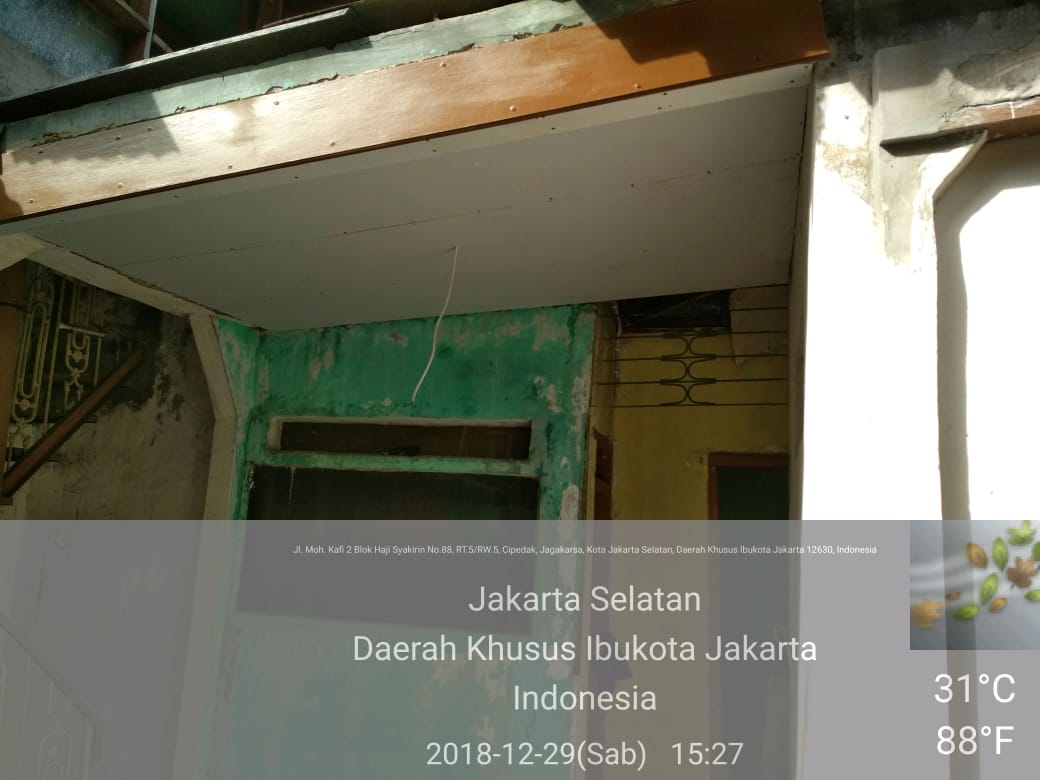 Jl. Moh. Kafi 2 Blok Haji Syakirin No.88, RT.5/RW.5, Cipedak, Jagakarsa, Kota Jakarta Selatan, Daerah Khusus Ibukota Jakarta 12630, Indonesia
Jakarta Selatan
Daerah Khusus Ibukota Jakarta
Indonesia
2018-12-29(Sab) 15:27
31°C
88°F